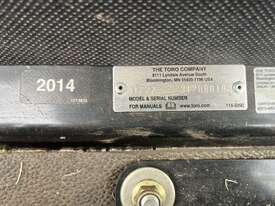 2014
THE TORO COMPANY
8111 Lyndale Avenue South
Bloomington, MN 55420-1196 USA
MODEL & SERIAL NUMBER
FOR MANUALS www.toro.com